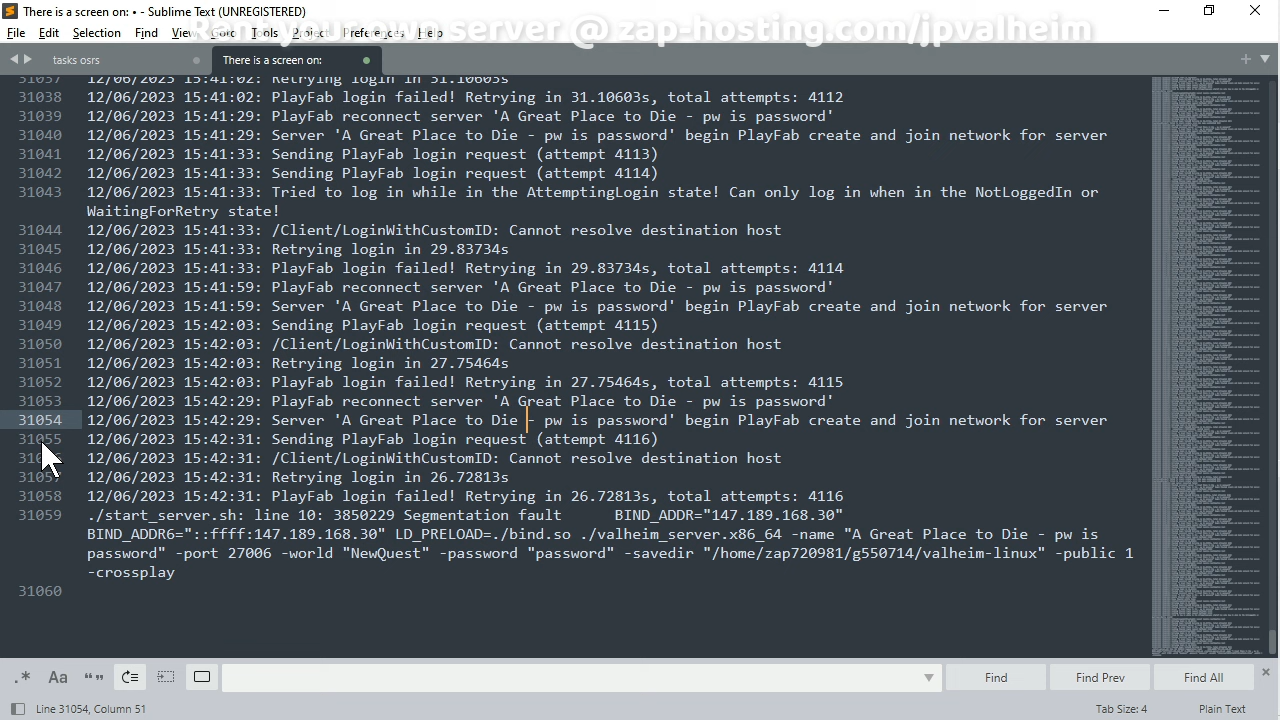 There is a screen on: • - Sublime Text (UNREGISTERED)
Rent your own server @ zap-hosting.com/jpvalheim
File Edit Selection Find View Goto Tools Project Preferences Help
tasks osrs
There is a screen on:
31037 12/06/2023 15:41:02: Retrying login in 31.10603s
31038 12/06/2023 15:41:02: PlayFab login failed! Retrying in 31.10603s, total attempts: 4112
31039 12/06/2023 15:41:29: PlayFab reconnect server 'A Great Place to Die - pw is password'
31040 12/06/2023 15:41:29: Server 'A Great Place to Die - pw is password' begin PlayFab create and join network for server
31041 12/06/2023 15:41:33: Sending PlayFab login request (attempt 4113)
31042 12/06/2023 15:41:33: Sending PlayFab login request (attempt 4114)
31043 12/06/2023 15:41:33: Tried to log in while in the AttemptingLogin state! Can only log in when in the NotLoggedIn or
WaitingForRetry state!
31044 12/06/2023 15:41:33: /Client/LoginWithCustomID: Cannot resolve destination host
31045 12/06/2023 15:41:33: Retrying login in 29.83734s
31046 12/06/2023 15:41:33: PlayFab login failed! Retrying in 29.83734s, total attempts: 4114
31047 12/06/2023 15:41:59: PlayFab reconnect server 'A Great Place to Die - pw is password'
31048 12/06/2023 15:41:59: Server 'A Great Place to Die - pw is password' begin PlayFab create and join network for server
31049 12/06/2023 15:42:03: Sending PlayFab login request (attempt 4115)
31050 12/06/2023 15:42:03: /Client/LoginWithCustomID: Cannot resolve destination host
31051 12/06/2023 15:42:03: Retrying login in 27.75464s
31052 12/06/2023 15:42:03: PlayFab login failed! Retrying in 27.75464s, total attempts: 4115
31053 12/06/2023 15:42:29: PlayFab reconnect server 'A Great Place to Die - pw is password'
31054 12/06/2023 15:42:29: Server 'A Great Place to Die - pw is password' begin PlayFab create and join network for server
31055 12/06/2023 15:42:31: Sending PlayFab login request (attempt 4116)
12/06/2023 15:42:31: /Client/LoginWithCustomID: Cannot resolve destination host
31057 12/06/2023 15:42:31: Retrying login in 26.72813s
31058 12/06/2023 15:42:31: PlayFab login failed! Retrying in 26.72813s, total attempts: 4116
31059 ./start_server.sh: line 10: 3830229 Segmentation fault BIND_ADDR="147.189.168.30"
BIND_ADDR6="::ffff:147.189.168.30" ./valheim_server.x86_64 -name "A Great Place to Die - pw is
password" -port 27006 -world "NewQuest" -password "password" -savedir "/home/zap720981/g550714/valheim-linux" -public 1
-crossplay
31060
.* Aa “” Find Find Prev Find All
Line 31054, Column 51 Tab Size: 4 Plain Text